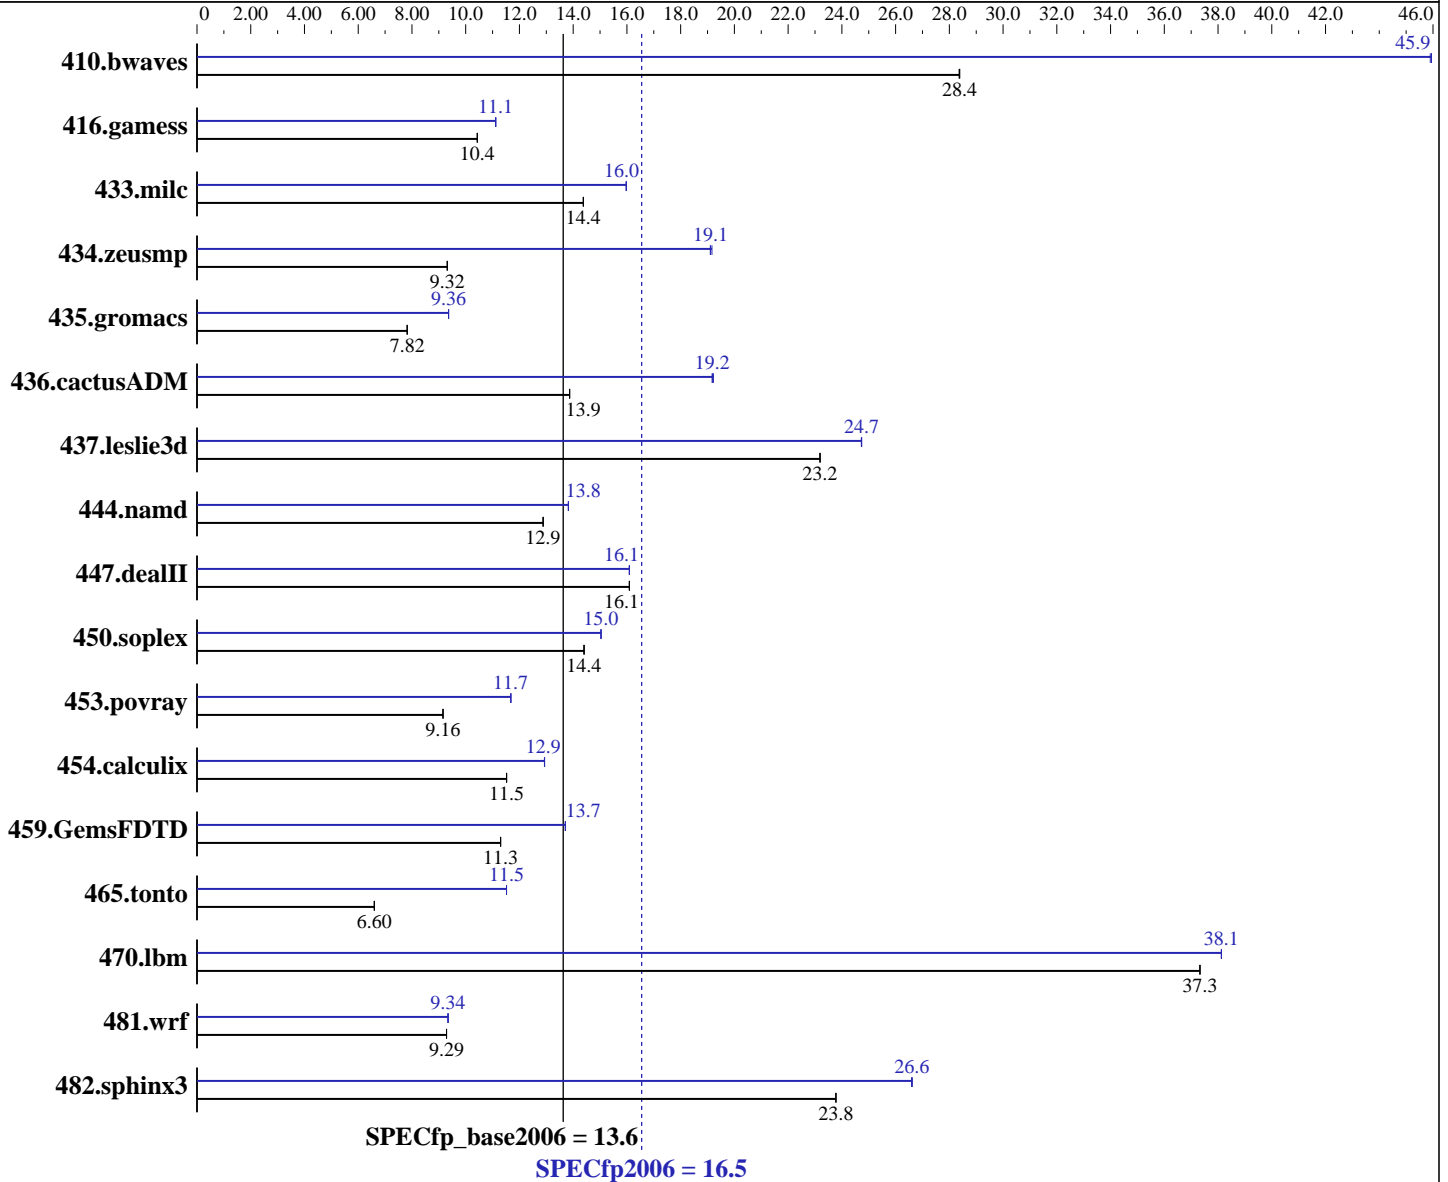 0 2.00 4.00 6.00 8.00 10.0 12.0 14.0 16.0 18.0 20.0 22.0 24.0 26.0 28.0 30.0 32.0 34.0 36.0 38.0 40.0 42.0 46.0
45.9
410.bwaves
28.4
11.1
416.gamess
10.4
16.0
433.milc
14.4
19.1
434.zeusmp
9.32
9.36
435.gromacs
7.82
19.2
436.cactusADM
13.9
24.7
437.leslie3d
23.2
13.8
444.namd
12.9
16.1
447.dealII
16.1
15.0
450.soplex
14.4
11.7
453.povray
9.16
12.9
454.calculix
11.5
13.7
459.GemsFDTD
11.3
11.5
465.tonto
6.60
38.1
470.lbm
37.3
9.34
481.wrf
9.29
26.6
482.sphinx3
23.8
SPECfp_base2006 = 13.6
SPECfp2006 = 16.5